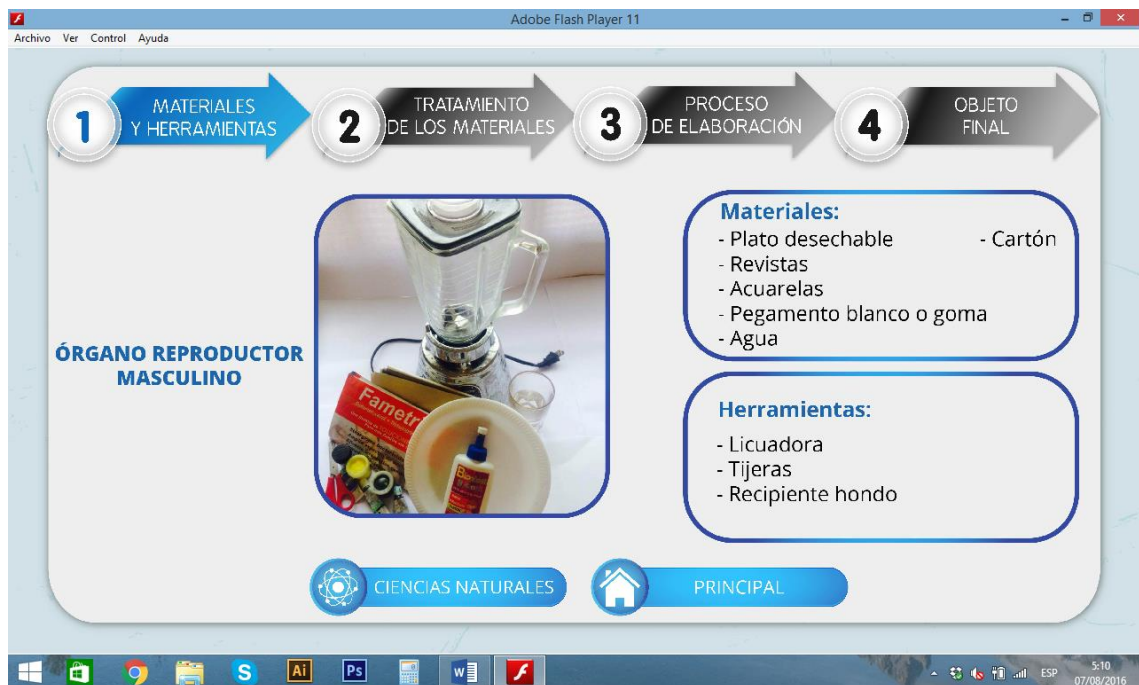 Adobe Flash Player 11
Archivo Ver Control Ayuda
1 MATERIALES
Y HERRAMIENTAS
2 TRATAMIENTO
DE LOS MATERIALES
3 PROCESO
DE ELABORACIÓN
4 OBJETO
FINAL
ÓRGANO REPRODUCTOR
MASCULINO
Fametr
Materiales:
- Plato desechable - Cartón
- Revistas
- Acuarelas
- Pegamento blanco o goma
- Agua
Herramientas:
- Licuadora
- Tijeras
- Recipiente hondo
CIENCIAS NATURALES
PRINCIPAL
S Ai Ps W
ESP
5:10
07/08/2016